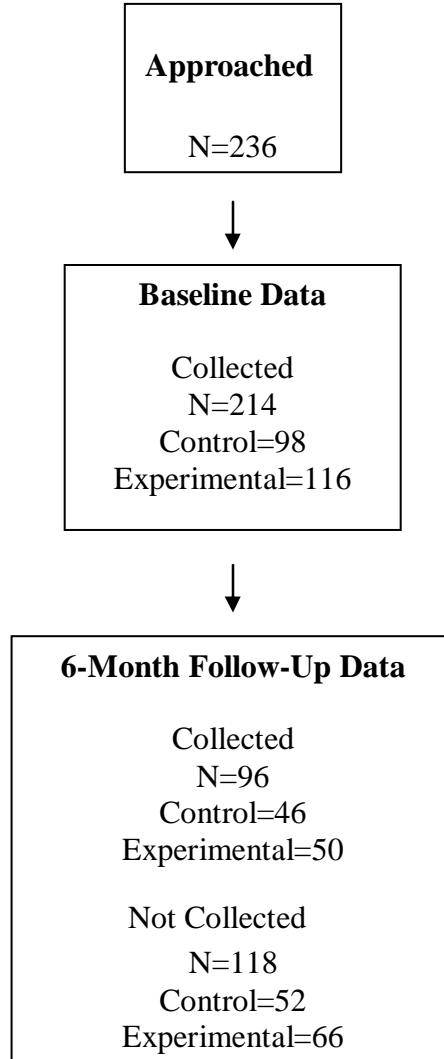 Approached
N=236
Baseline Data
Collected
N=214
Control=98
Experimental=116
6-Month Follow-Up Data
Collected
N=96
Control=46
Experimental=50
Not Collected
N=118
Control=52
Experimental=66